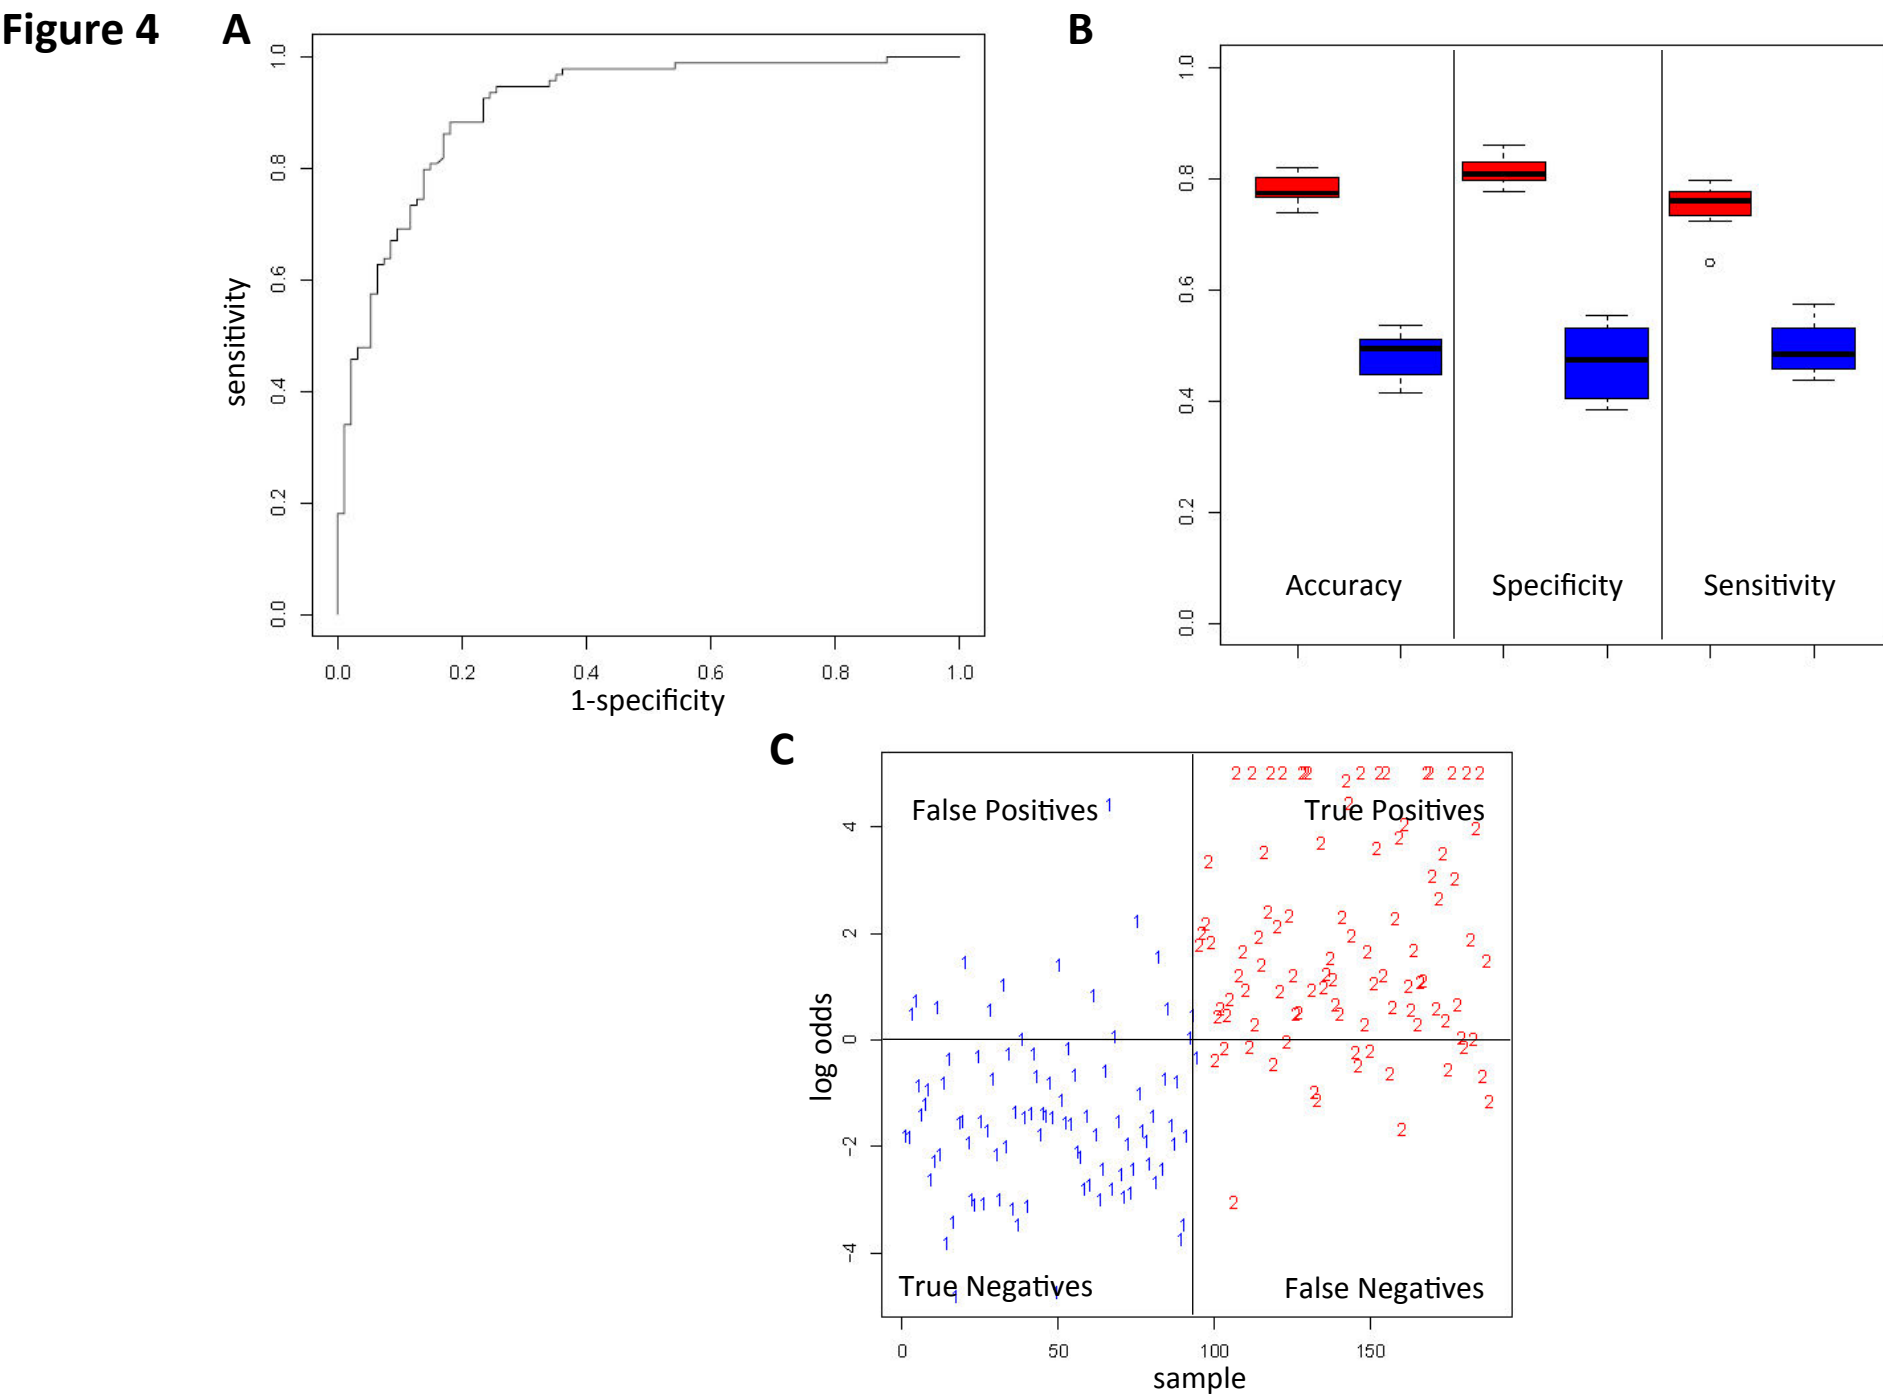 Figure 4
A
1.0
0.8
0.6
0.4
0.2
0.0
sensitivity
0.0 0.2 0.4 0.6 0.8 1.0
1-specificity
B
1.0
0.8
0.6
0.4
0.2
0.0
Accuracy Specificity Sensitivity
C
False Positives True Positives
4
2
0
-2
-4
log odds
True Negatives False Negatives
0 50 100 150
sample